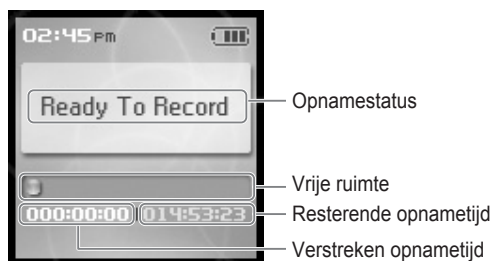 02:45 PM
Ready To Record
Opnamestatus
Vrije ruimte
000:00:00 014:53:23
Resterende opnametijd
Verstreken opnametijd